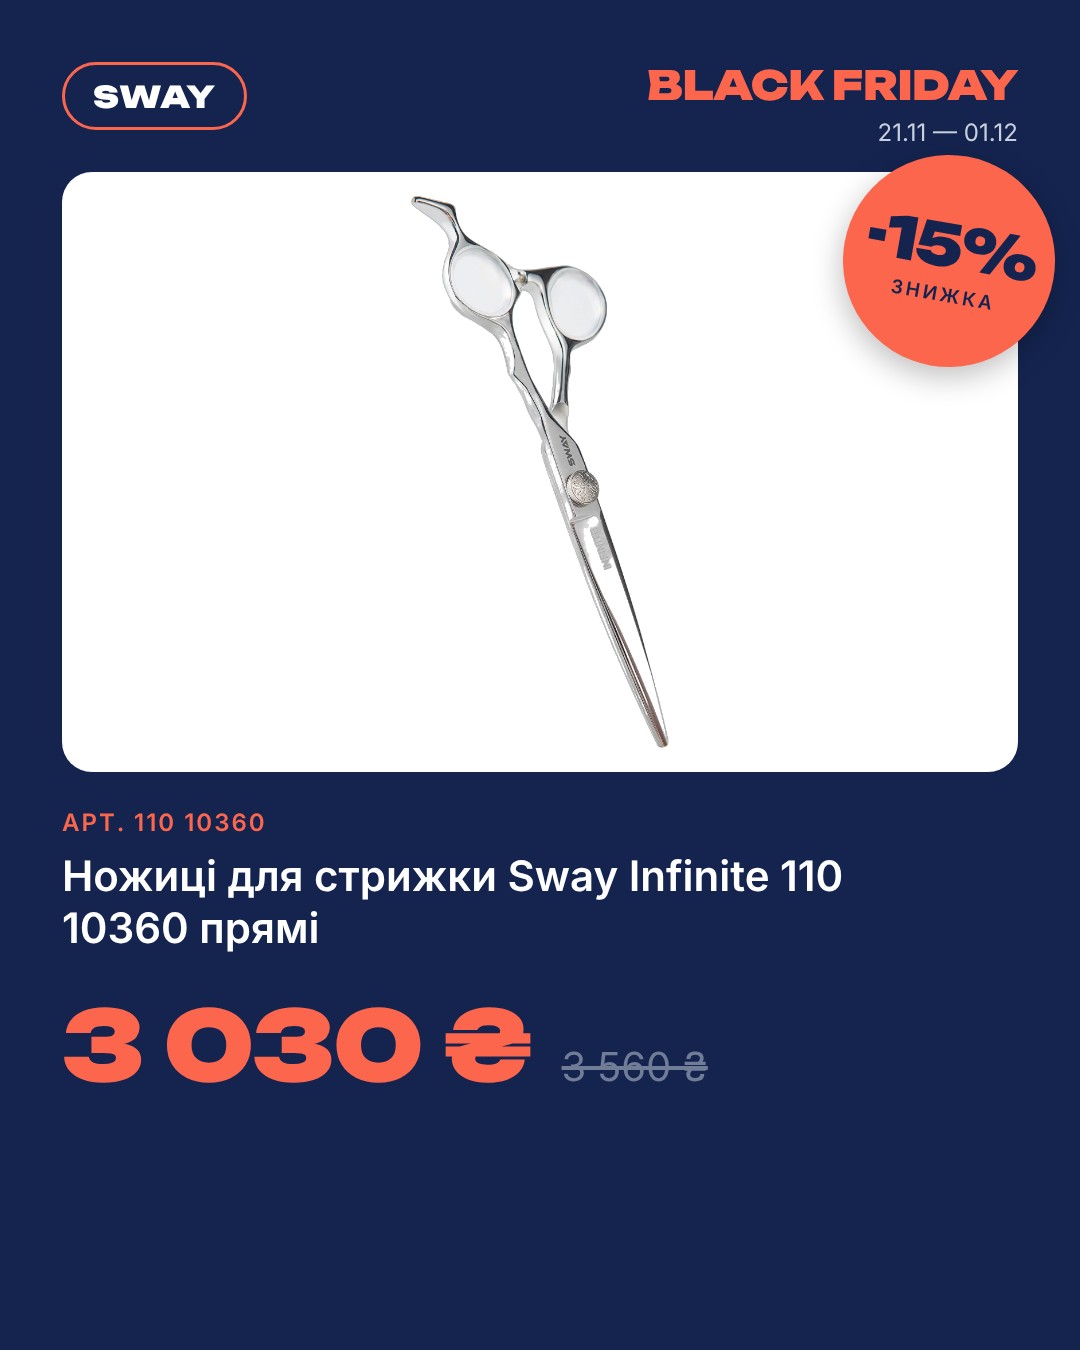 SWAY
BLACK FRIDAY
21.11 — 01.12
-15%
ЗНИЖКА
SWAY
АРТ. 110 10360
Ножиці для стрижки Sway Infinite 110
10360 прямі
3 030 ₴
3 560 ₴